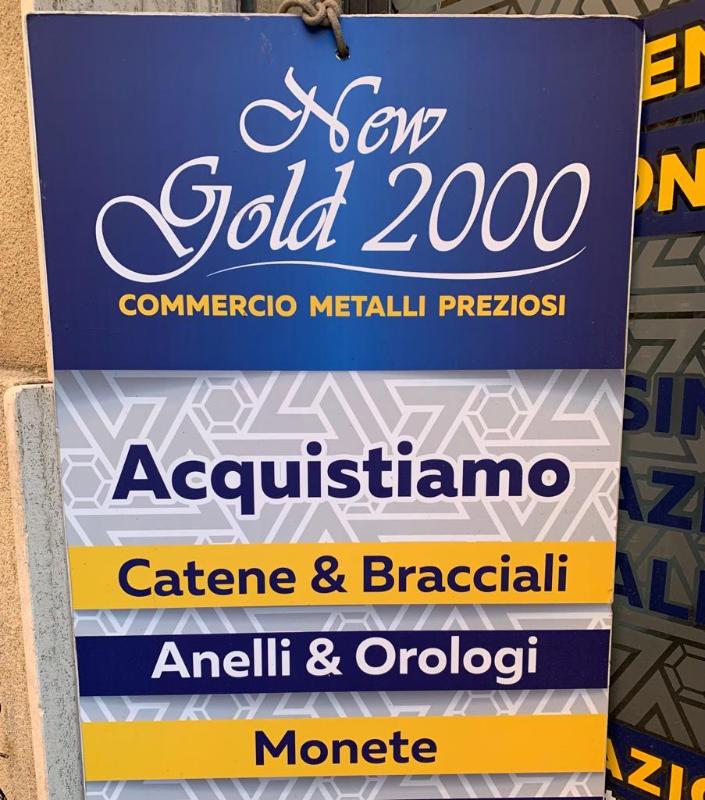 New
Gold 2000
COMMERCIO METALLI PREZIOSI
Acquistiamo
Catene & Bracciali
Anelli & Orologi
Monete